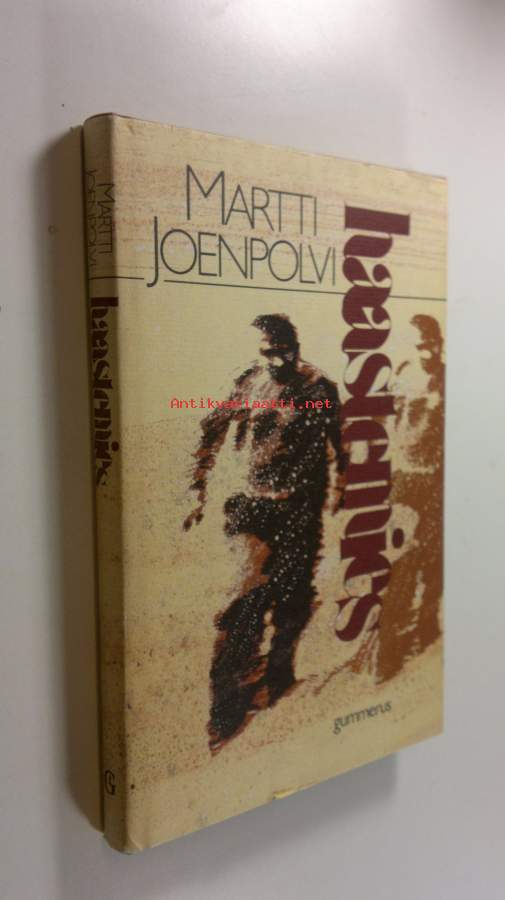 MARTTI
JOENPOLVI
haastemies
MARTTI
JOENPOLVI
haastemies
gummerus
G
Antikvariaatti.net